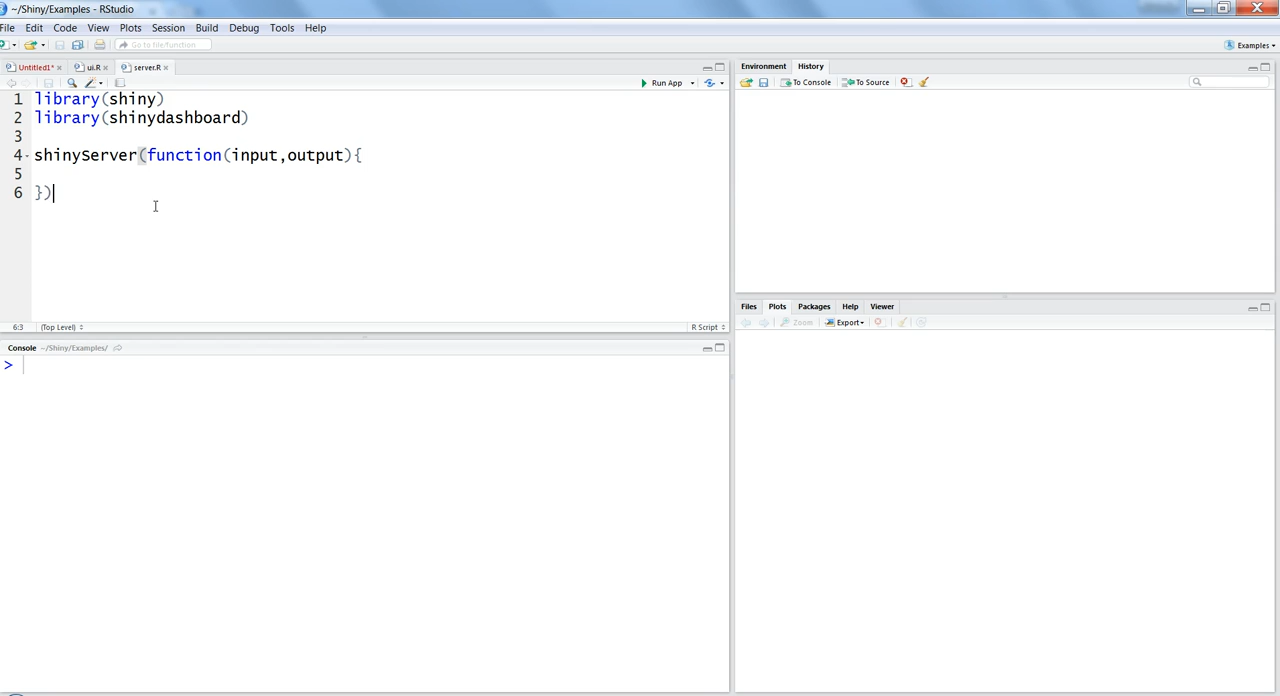 ~/Shiny/Examples - RStudio
File Edit Code View Plots Session Build Debug Tools Help
Go to file/function
Examples
Untitled1* ui.R server.R
Run App
1 library(shiny)
2 library(shinydashboard)
3
4 shinyServer(function(input,output){
5
6 })
6:3 (Top Level) R Script
Console ~/Shiny/Examples/
>
Environment History
To Console To Source
Files Plots Packages Help Viewer
Zoom Export